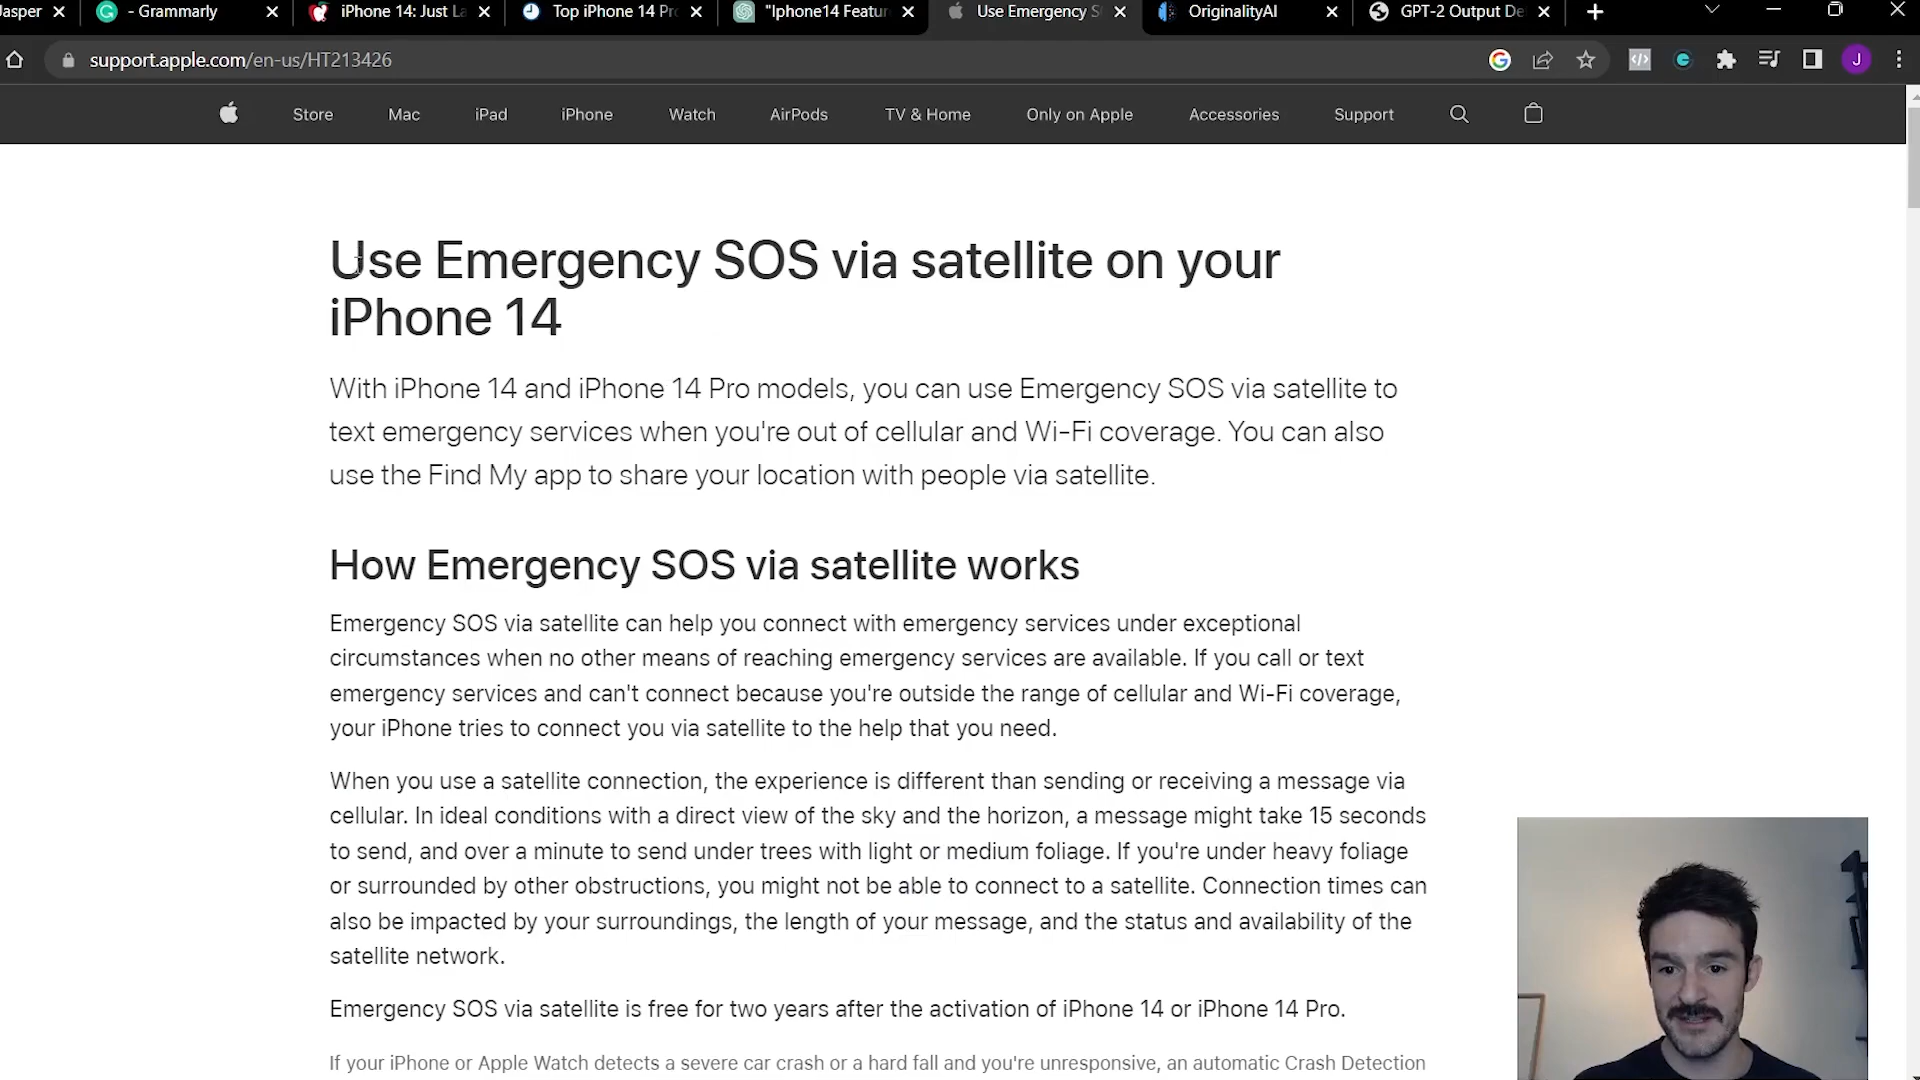 Jasper
- Grammarly
iPhone 14: Just La
Top iPhone 14 Pr
"Iphone14 Featur
Use Emergency S
OriginalityAI
GPT-2 Output De
support.apple.com/en-us/HT213426
J
Store Mac iPad iPhone Watch AirPods TV & Home Only on Apple Accessories Support
Use Emergency SOS via satellite on your
iPhone 14
With iPhone 14 and iPhone 14 Pro models, you can use Emergency SOS via satellite to
text emergency services when you're out of cellular and Wi-Fi coverage. You can also
use the Find My app to share your location with people via satellite.
How Emergency SOS via satellite works
Emergency SOS via satellite can help you connect with emergency services under exceptional
circumstances when no other means of reaching emergency services are available. If you call or text
emergency services and can't connect because you're outside the range of cellular and Wi-Fi coverage,
your iPhone tries to connect you via satellite to the help that you need.
When you use a satellite connection, the experience is different than sending or receiving a message via
cellular. In ideal conditions with a direct view of the sky and the horizon, a message might take 15 seconds
to send, and over a minute to send under trees with light or medium foliage. If you're under heavy foliage
or surrounded by other obstructions, you might not be able to connect to a satellite. Connection times can
also be impacted by your surroundings, the length of your message, and the status and availability of the
satellite network.
Emergency SOS via satellite is free for two years after the activation of iPhone 14 or iPhone 14 Pro.
If your iPhone or Apple Watch detects a severe car crash or a hard fall and you're unresponsive, an automatic Crash Detection